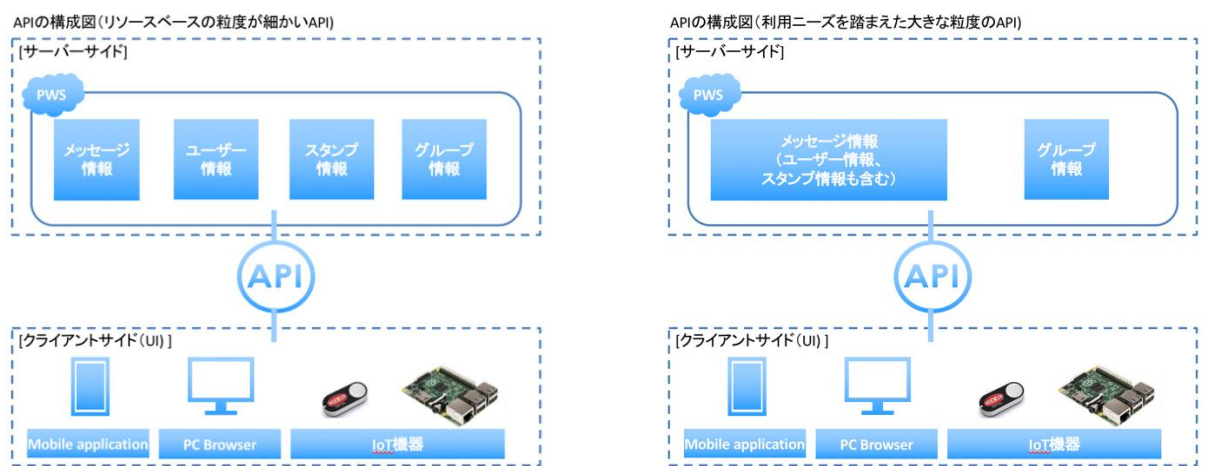 APIの構成図（リソースベースの粒度が細かいAPI)
[サーバーサイド]
PWS
メッセージ
情報
ユーザー
情報
スタンプ
情報
グループ
情報
API
[クライアントサイド（UI) ]
Mobile application
PC Browser
IoT機器
APIの構成図（利用ニーズを踏まえた大きな粒度のAPI)
[サーバーサイド]
PWS
メッセージ情報
（ユーザー情報、
スタンプ情報も含む）
グループ
情報
API
[クライアントサイド（UI) ]
Mobile application
PC Browser
IoT機器